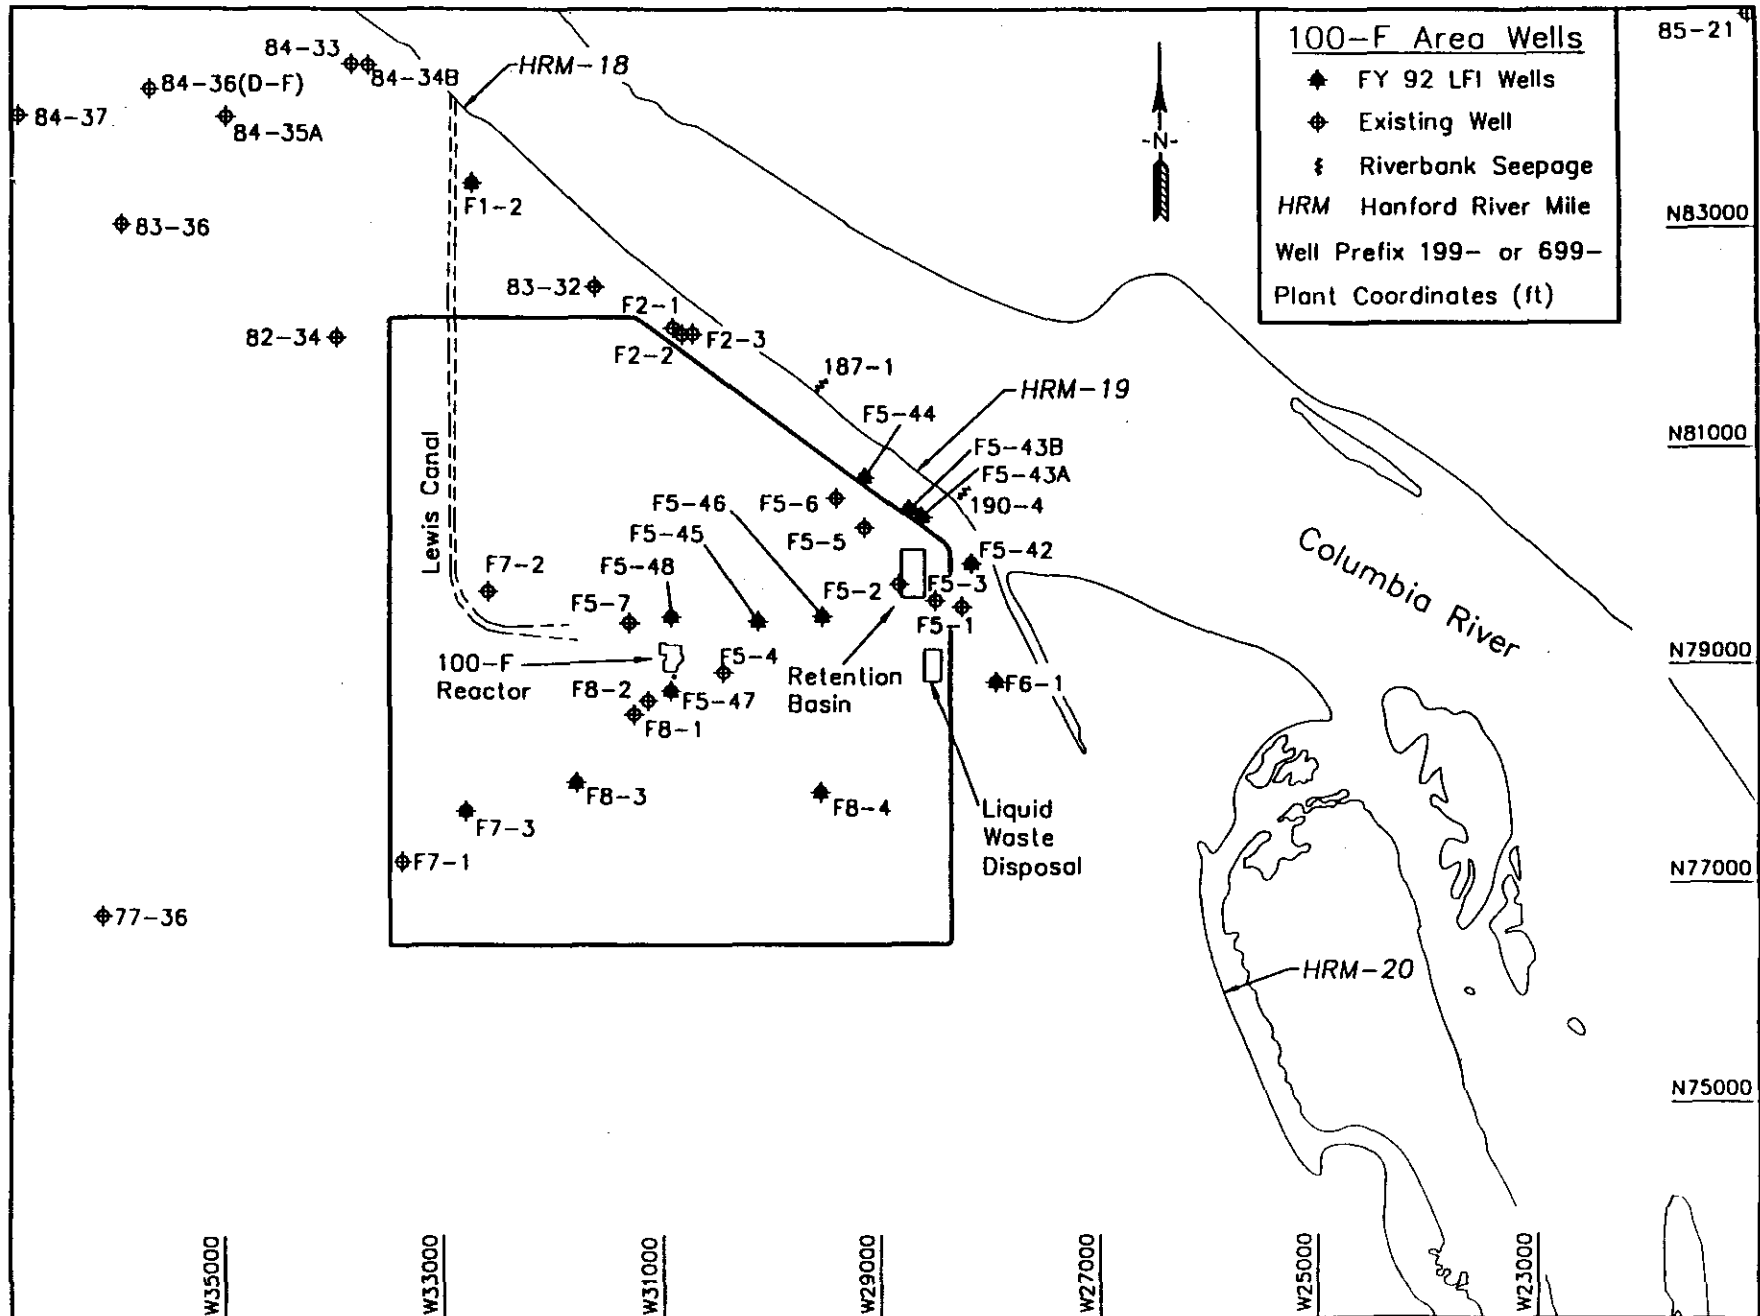 100-F Area Wells
FY 92 LFI Wells
Existing Well
Riverbank Seepage
HRM Hanford River Mile
Well Prefix 199- or 699-
Plant Coordinates (ft)
85-21
84-33
84-34B
HRM-18
84-36(D-F)
84-37
84-35A
-N-
F1-2
83-36
N83000
83-32
F2-1
82-34
F2-2
F2-3
187-1
HRM-19
F5-44
N81000
Lewis Canal
F5-43B
F5-43A
F5-46
F5-6
190-4
F5-45
F5-5
Columbia River
F7-2
F5-48
F5-42
F5-2
F5-3
F5-7
F5-1
100-F
Reactor
F5-4
Retention
Basin
N79000
F8-2
F5-47
F6-1
F8-1
F8-3
F8-4
Liquid
Waste
Disposal
F7-3
F7-1
N77000
77-36
HRM-20
N75000
W35000
W33000
W31000
W29000
W27000
W25000
W23000